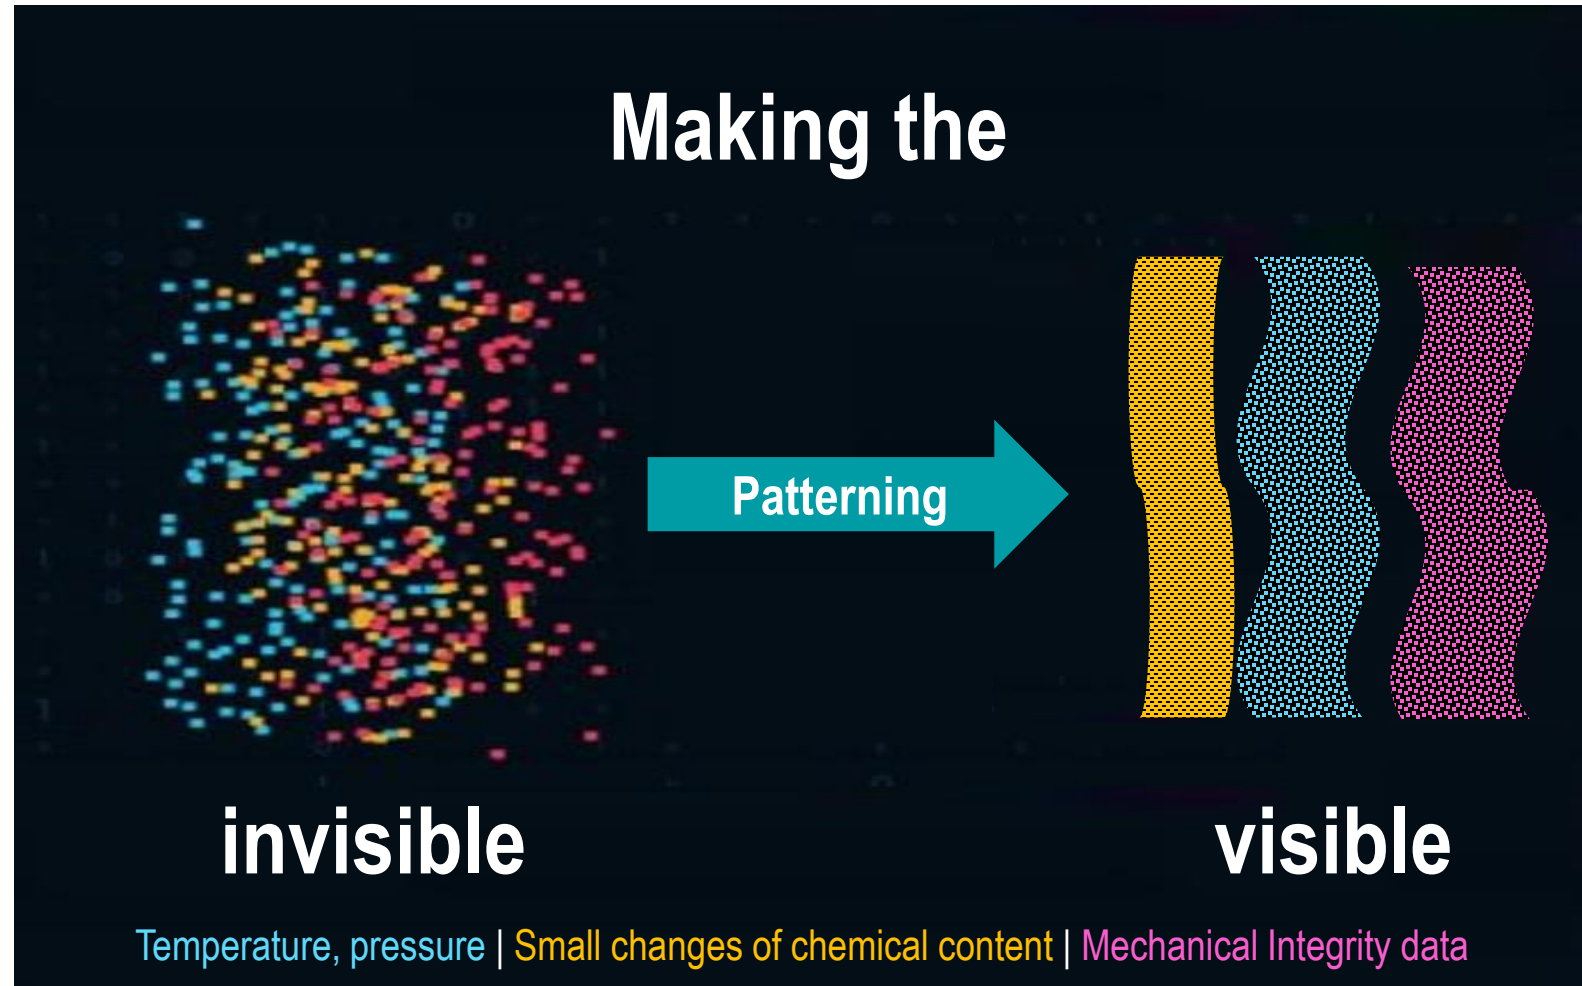 Making the
Patterning
invisible
visible
Temperature, pressure | Small changes of chemical content | Mechanical Integrity data